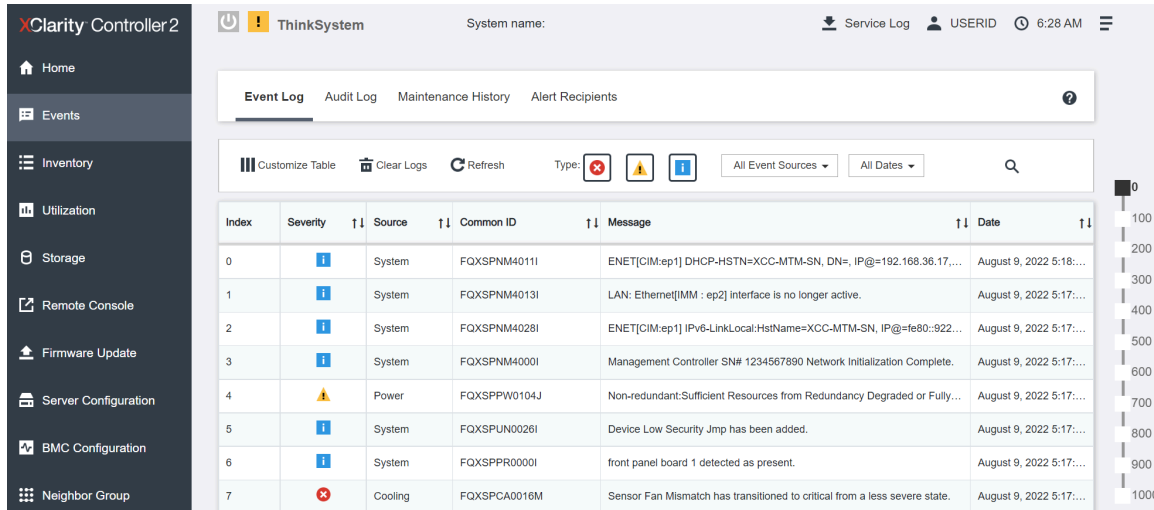 XClarity Controller 2
ThinkSystem
System name:
Service Log
USERID
6:28 AM
Home
Events
Inventory
Utilization
Storage
Remote Console
Firmware Update
Server Configuration
BMC Configuration
Neighbor Group
Event Log Audit Log Maintenance History Alert Recipients
Customize Table Clear Logs Refresh Type: All Event Sources All Dates
Index Severity Source Common ID Message Date
0 System FQXSPNM4011I ENET[CIM:ep1] DHCP-HSTN=XCC-MTM-SN, DN=, IP@=192.168.36.17,... August 9, 2022 5:18:...
1 System FQXSPNM4013I LAN: Ethernet[IMM : ep2] interface is no longer active. August 9, 2022 5:17:...
2 System FQXSPNM4028I ENET[CIM:ep1] IPv6-LinkLocal:HstName=XCC-MTM-SN, IP@=fe80::922... August 9, 2022 5:17:...
3 System FQXSPNM4000I Management Controller SN# 1234567890 Network Initialization Complete. August 9, 2022 5:17:...
4 Power FQXSPPW0104J Non-redundant:Sufficient Resources from Redundancy Degraded or Fully... August 9, 2022 5:17:...
5 System FQXSPUN0026I Device Low Security Jmp has been added. August 9, 2022 5:17:...
6 System FQXSPPR0000I front panel board 1 detected as present. August 9, 2022 5:17:...
7 Cooling FQXSPCA0016M Sensor Fan Mismatch has transitioned to critical from a less severe state. August 9, 2022 5:17:...
0
100
200
300
400
500
600
700
800
900
1000